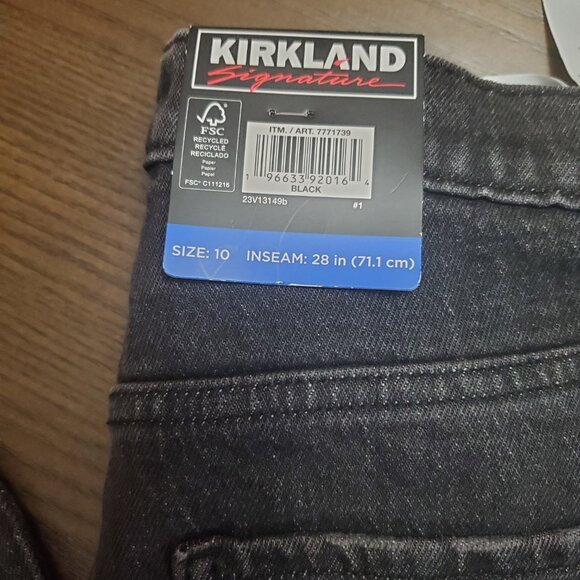 KIRKLAND
Signature
FSC
RECYCLED
RECYCLÉ
RECICLADO
Paper
Papier
Papel
FSC® C111216
ITM. / ART. 7771739
1 96633 92016 4
BLACK
23V13149b #1
SIZE: 10 INSEAM: 28 in (71.1 cm)